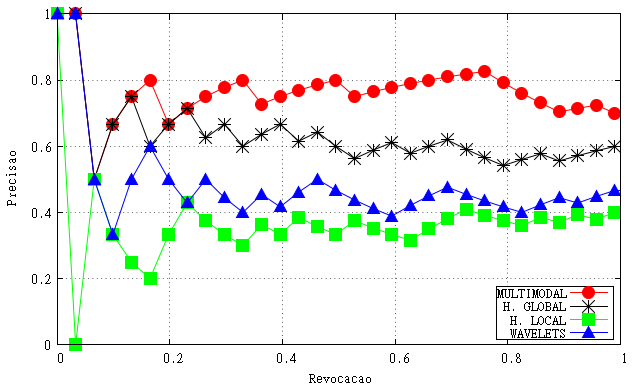 1
0.8
0.6
0.4
0.2
0
Precisao
0
0.2
0.4
0.6
0.8
1
Revocacao
MULTIMODAL
H. GLOBAL
H. LOCAL
WAVELETS